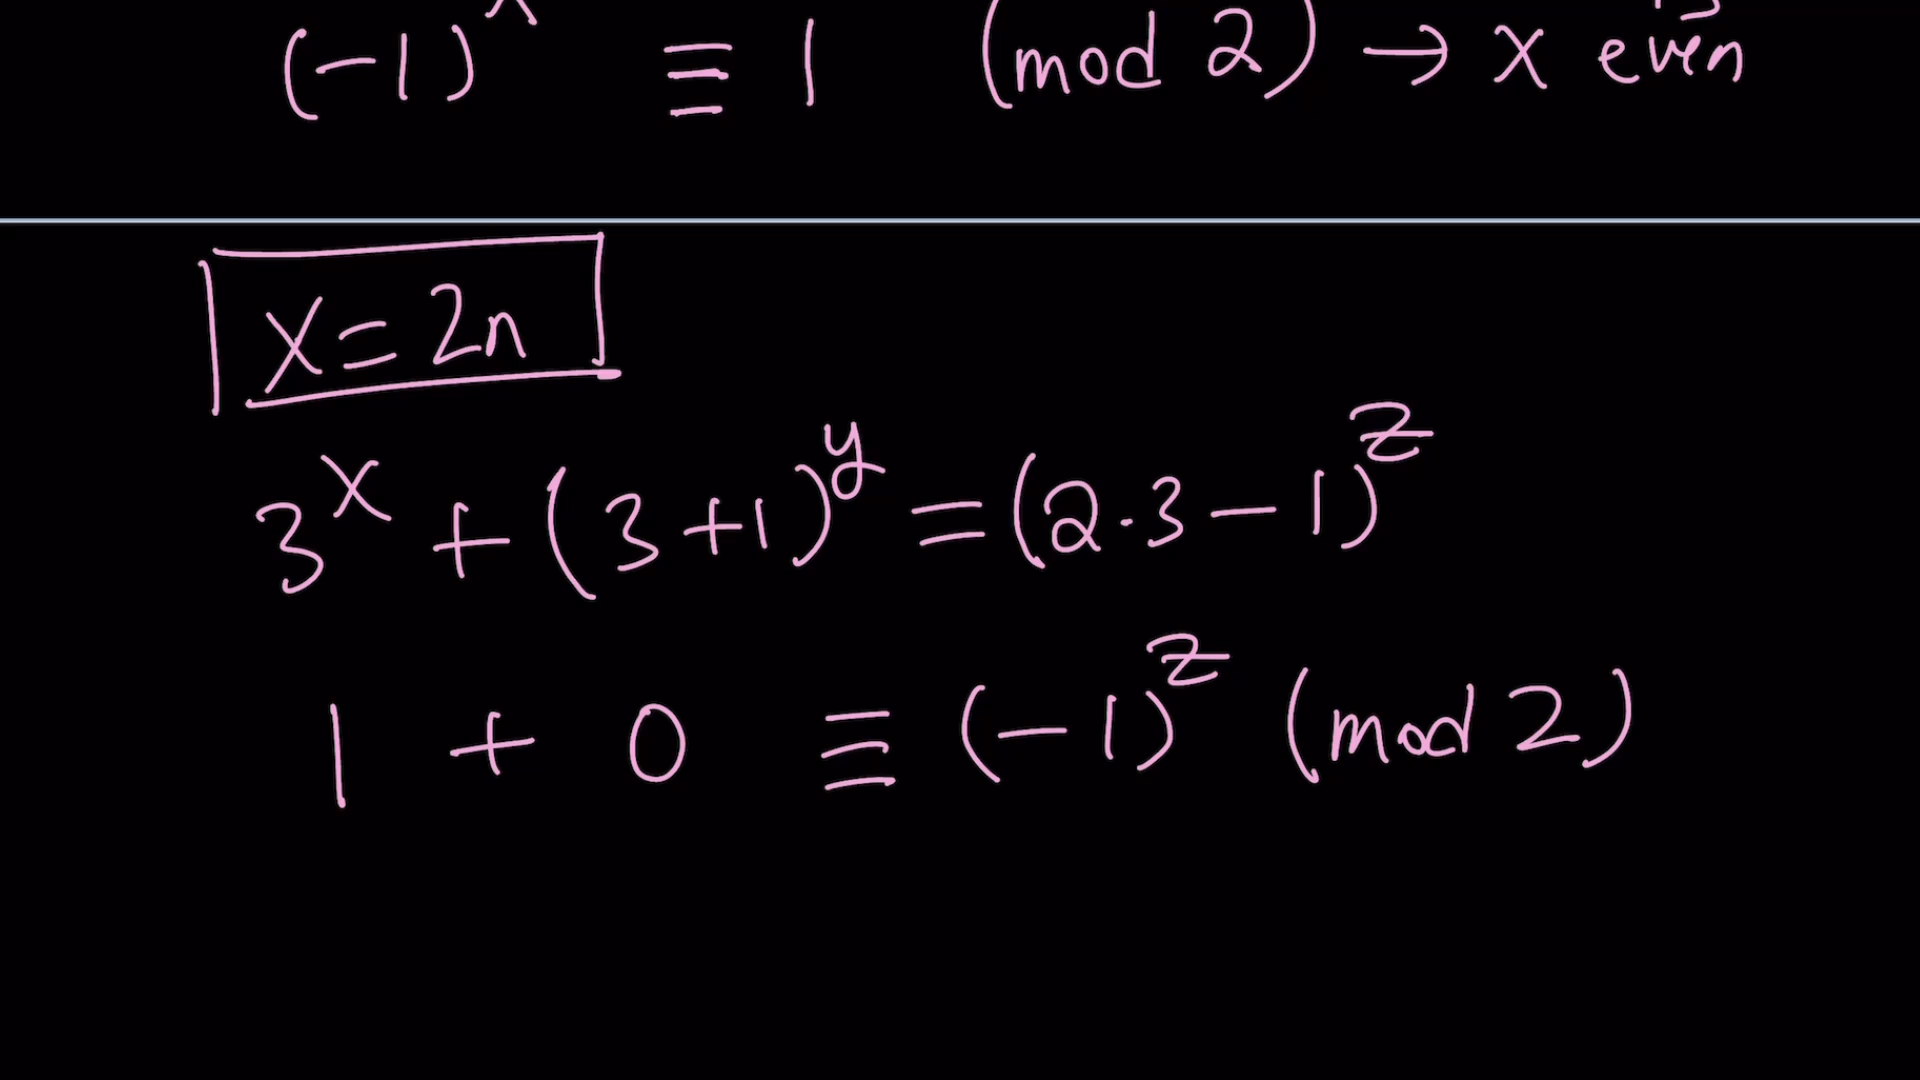 (-1)^x ≡ 1 (mod 2) → x even
x = 2n
3^x + (3+1)^y = (2·3-1)^z
1 + 0 ≡ (-1)^z (mod 2)